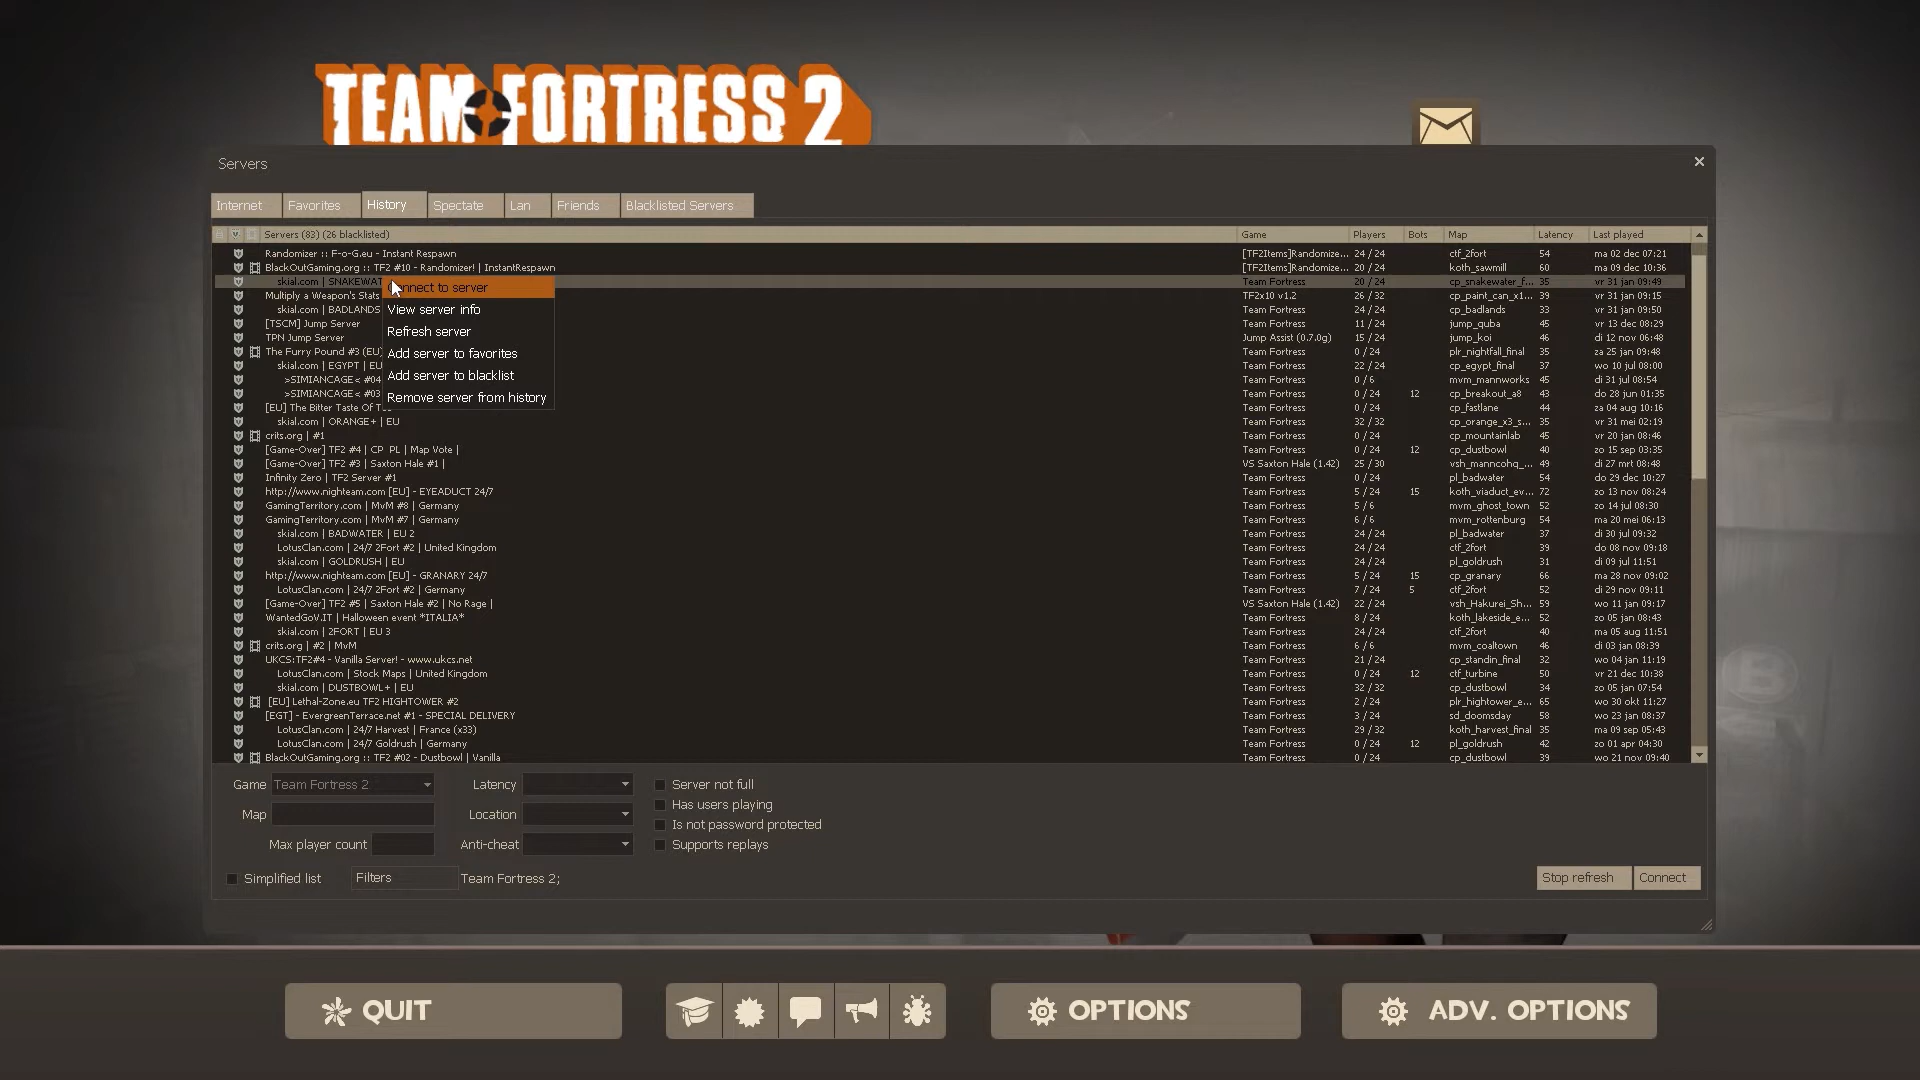 TEAM FORTRESS 2
Servers
Internet Favorites History Spectate Lan Friends Blacklisted Servers
Servers (83) (26 blacklisted) Game Players Bots Map Latency Last played
Randomizer :: F-o-G.eu - Instant Respawn [TF2Items]Randomize... 24 / 24 ctf_2fort 54 ma 02 dec 07:21
BlackOutGaming.org :: TF2 #10 - Randomizer! | InstantRespawn [TF2Items]Randomize... 24 / 24 koth_sawmill 60 ma 09 dec 10:36
skial.com | SNAKEWAT Team Fortress 20 / 24 cp_snakewater_f... 35 vr 31 jan 09:49
Connect to server
View server info
Refresh server
Add server to favorites
Add server to blacklist
Remove server from history
Multiply a Weapon's Stats TF2x10 v1.2 26 / 32 cp_paint_can_x1... 39 vr 31 jan 09:15
skial.com | BADLANDS Team Fortress 24 / 24 cp_badlands 33 vr 31 jan 09:50
[TSCM] Jump Server Team Fortress 11 / 24 jump_quba 45 vr 13 dec 08:29
TPN Jump Server Jump Assist (0.7.0g) 15 / 24 jump_koi 46 di 12 nov 06:48
The Furry Pound #3 (EU) Team Fortress 0 / 24 plr_nightfall_final 35 za 25 jan 09:48
skial.com | EGYPT | EU Team Fortress 22 / 24 cp_egypt_final 37 wo 10 jul 08:00
>SIMIANCAGE< #04 Team Fortress 0 / 6 mvm_mannworks 45 di 31 jul 08:54
>SIMIANCAGE< #03 Team Fortress 0 / 24 12 cp_breakout_a8 43 do 28 jun 01:35
[EU] The Bitter Taste Of Team Fortress 0 / 24 cp_fastlane 44 za 04 aug 10:16
skial.com | ORANGE+ | EU Team Fortress 32 / 32 cp_orange_x3_s... 35 vr 31 mei 02:19
crits.org | #1 Team Fortress 0 / 24 cp_mountainlab 45 vr 20 jan 08:46
[Game-Over] TF2 #4 | CP PL | Map Vote | Team Fortress 0 / 24 12 cp_dustbowl 40 zo 15 sep 03:35
[Game-Over] TF2 #3 | Saxton Hale #1 | VS Saxton Hale (1.42) 25 / 30 vsh_manncohq_... 49 di 27 mrt 08:48
Infinity Zero | TF2 Server #1 Team Fortress 0 / 24 pl_badwater 54 do 29 dec 10:27
http://www.nighteam.com [EU] - EYEADUCT 24/7 Team Fortress 5 / 24 15 koth_viaduct_ev... 72 zo 13 nov 08:24
GamingTerritory.com | MvM #8 | Germany Team Fortress 5 / 6 mvm_ghost_town 52 zo 14 jul 08:30
GamingTerritory.com | MvM #7 | Germany Team Fortress 6 / 6 mvm_rottenburg 54 ma 20 mei 06:13
skial.com | BADWATER | EU 2 Team Fortress 24 / 24 pl_badwater 37 di 30 jul 09:32
LotusClan.com | 24/7 2Fort #2 | United Kingdom Team Fortress 24 / 24 ctf_2fort 39 do 08 nov 09:18
skial.com | GOLDRUSH | EU Team Fortress 24 / 24 pl_goldrush 31 di 09 jul 11:51
http://www.nighteam.com [EU] - GRANARY 24/7 Team Fortress 5 / 24 15 cp_granary 66 ma 28 nov 09:02
LotusClan.com | 24/7 2Fort #2 | Germany Team Fortress 7 / 24 5 ctf_2fort 52 di 29 nov 09:11
[Game-Over] TF2 #5 | Saxton Hale #2 | No Rage | VS Saxton Hale (1.42) 22 / 24 vsh_Hakurei_Sh... 59 wo 11 jan 09:17
WantedGoV.IT | Halloween event *ITALIA* Team Fortress 8 / 24 koth_lakeside_e... 52 zo 05 jan 08:43
skial.com | 2FORT | EU 3 Team Fortress 24 / 24 ctf_2fort 40 ma 05 aug 11:51
crits.org | #2 | MvM Team Fortress 6 / 6 mvm_coaltown 46 di 03 jan 08:39
UKCS:TF2#4 - Vanilla Server! - www.ukcs.net Team Fortress 21 / 24 cp_standin_final 32 wo 04 jan 11:19
LotusClan.com | Stock Maps | United Kingdom Team Fortress 0 / 24 12 ctf_turbine 50 vr 21 dec 10:38
skial.com | DUSTBOWL+ | EU Team Fortress 32 / 32 cp_dustbowl 34 zo 05 jan 07:54
[EU] Lethal-Zone.eu TF2 HIGHTOWER #2 Team Fortress 2 / 24 plr_hightower_e... 65 wo 30 okt 11:27
[EGT] - EvergreenTerrace.net #1 - SPECIAL DELIVERY Team Fortress 3 / 24 sd_doomsday 58 wo 23 jan 08:37
LotusClan.com | 24/7 Harvest | France (x33) Team Fortress 29 / 32 koth_harvest_final 35 ma 09 sep 05:43
LotusClan.com | 24/7 Goldrush | Germany Team Fortress 0 / 24 12 pl_goldrush 42 zo 01 apr 04:30
BlackOutGaming.org :: TF2 #02 - Dustbowl | Vanilla Team Fortress 0 / 24 cp_dustbowl 39 wo 21 nov 09:40
Game Team Fortress 2 Latency Server not full
Has users playing
Map Location Is not password protected
Max player count Anti-cheat Supports replays
Simplified list Filters Team Fortress 2; Stop refresh Connect
QUIT OPTIONS ADV. OPTIONS